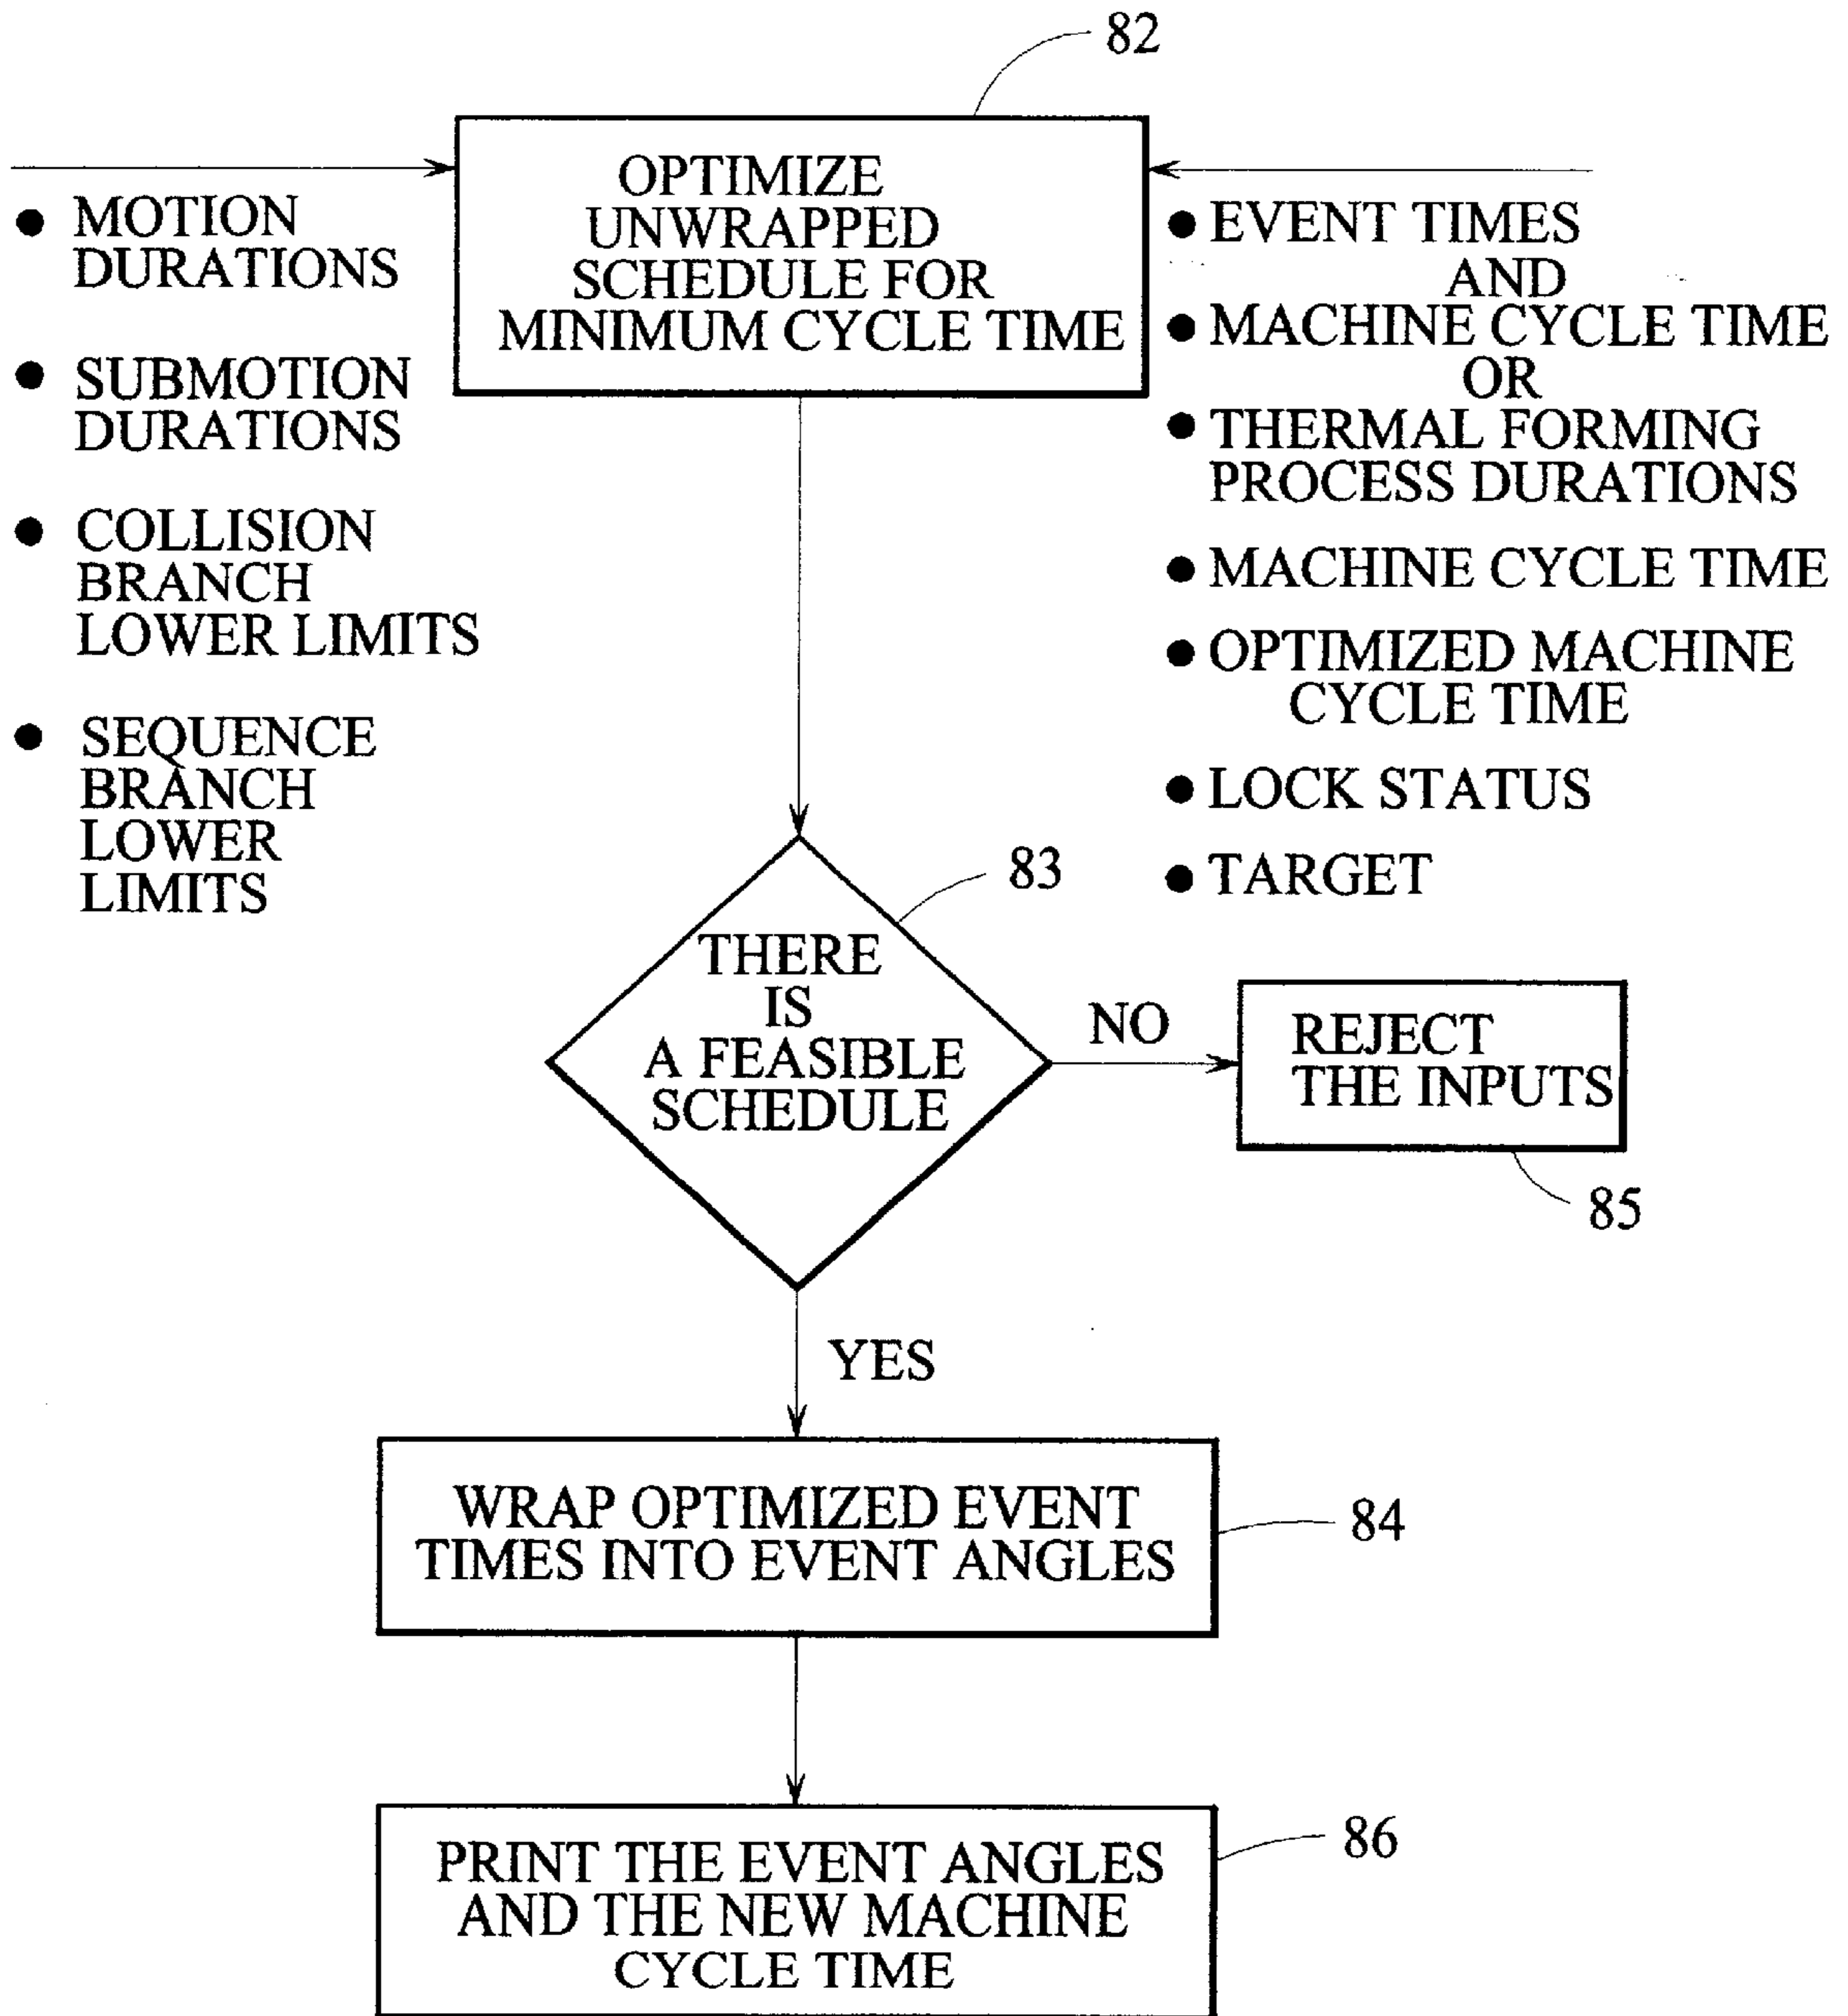 82
OPTIMIZE
UNWRAPPED
SCHEDULE FOR
MINIMUM CYCLE TIME
● MOTION
DURATIONS
● SUBMOTION
DURATIONS
● COLLISION
BRANCH
LOWER LIMITS
● SEQUENCE
BRANCH
LOWER
LIMITS
● EVENT TIMES
AND
● MACHINE CYCLE TIME
OR
● THERMAL FORMING
PROCESS DURATIONS
● MACHINE CYCLE TIME
● OPTIMIZED MACHINE
CYCLE TIME
● LOCK STATUS
● TARGET
83
THERE
IS
A FEASIBLE
SCHEDULE
NO
REJECT
THE INPUTS
85
YES
WRAP OPTIMIZED EVENT
TIMES INTO EVENT ANGLES
84
PRINT THE EVENT ANGLES
AND THE NEW MACHINE
CYCLE TIME
86